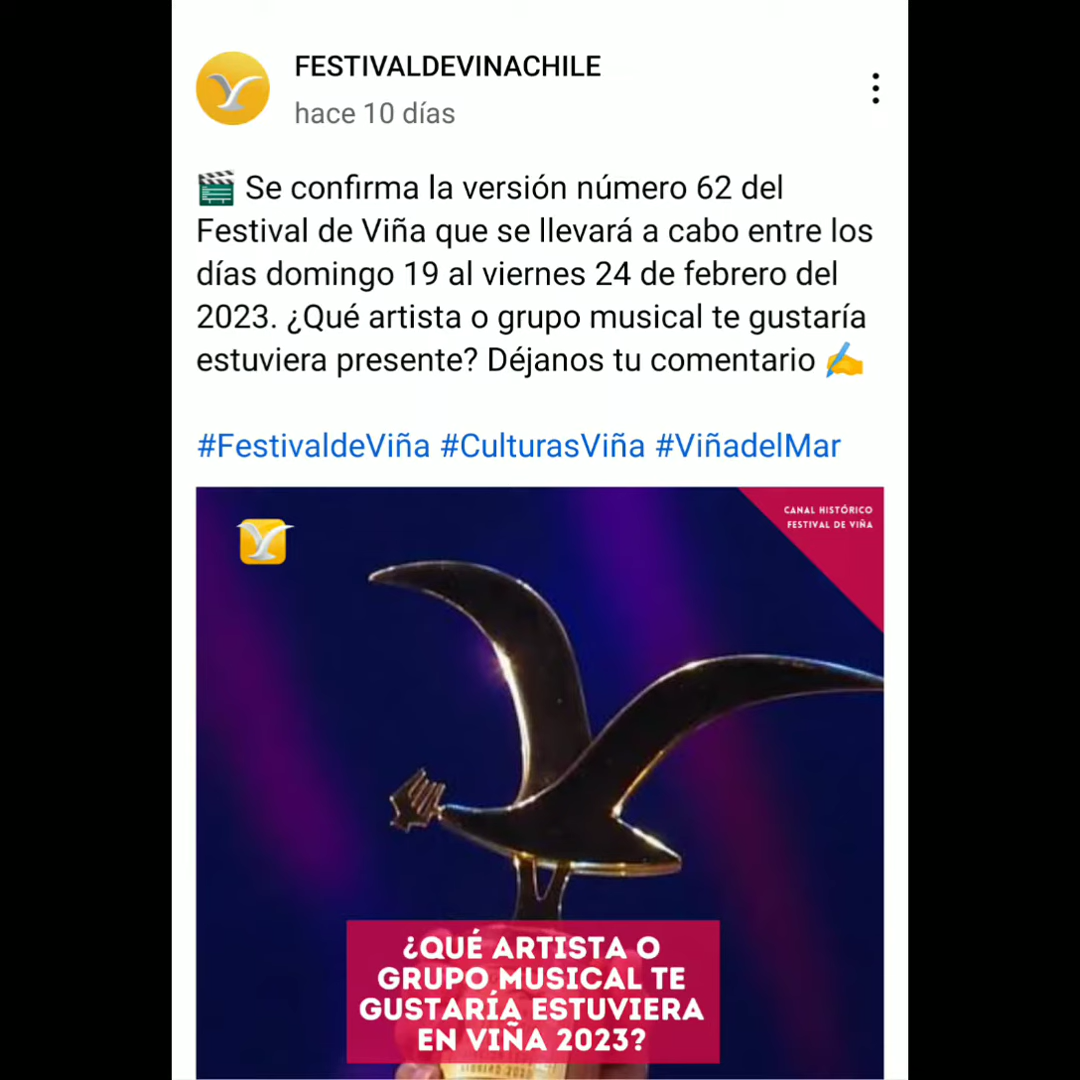 FESTIVALDEVINACHILE
hace 10 días
🎬 Se confirma la versión número 62 del
Festival de Viña que se llevará a cabo entre los
días domingo 19 al viernes 24 de febrero del
2023. ¿Qué artista o grupo musical te gustaría
estuviera presente? Déjanos tu comentario ✍️
#FestivaldeViña #CulturasViña #ViñadelMar
CANAL HISTÓRICO
FESTIVAL DE VIÑA
¿QUÉ ARTISTA O
GRUPO MUSICAL TE
GUSTARÍA ESTUVIERA
EN VIÑA 2023?